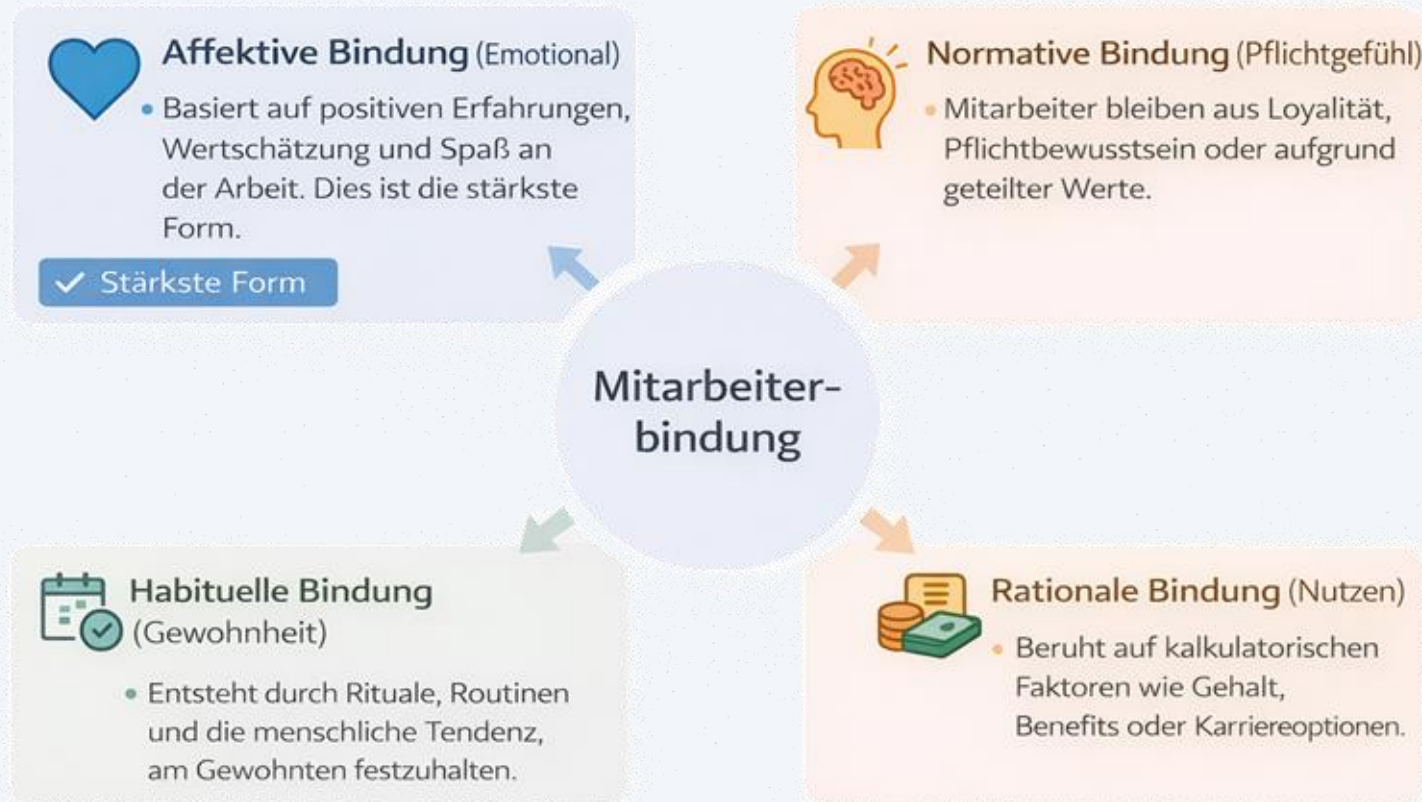 Affektive Bindung (Emotional)
• Basiert auf positiven Erfahrungen,
Wertschätzung und Spaß an
der Arbeit. Dies ist die stärkste
Form.
✓ Stärkste Form
Normative Bindung (Pflichtgefühl)
• Mitarbeiter bleiben aus Loyalität,
Pflichtbewusstsein oder aufgrund
geteilter Werte.
Mitarbeiter-
bindung
Habituelle Bindung
(Gewohnheit)
• Entsteht durch Rituale, Routinen
und die menschliche Tendenz,
am Gewohnten festzuhalten.
Rationale Bindung (Nutzen)
• Beruht auf kalkulatorischen
Faktoren wie Gehalt,
Benefits oder Karriereoptionen.